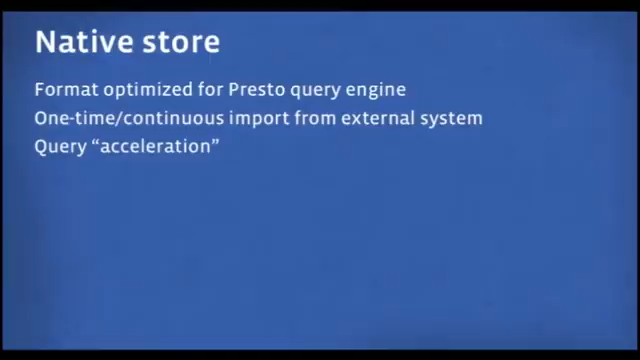 Native store
Format optimized for Presto query engine
One-time/continuous import from external system
Query “acceleration”